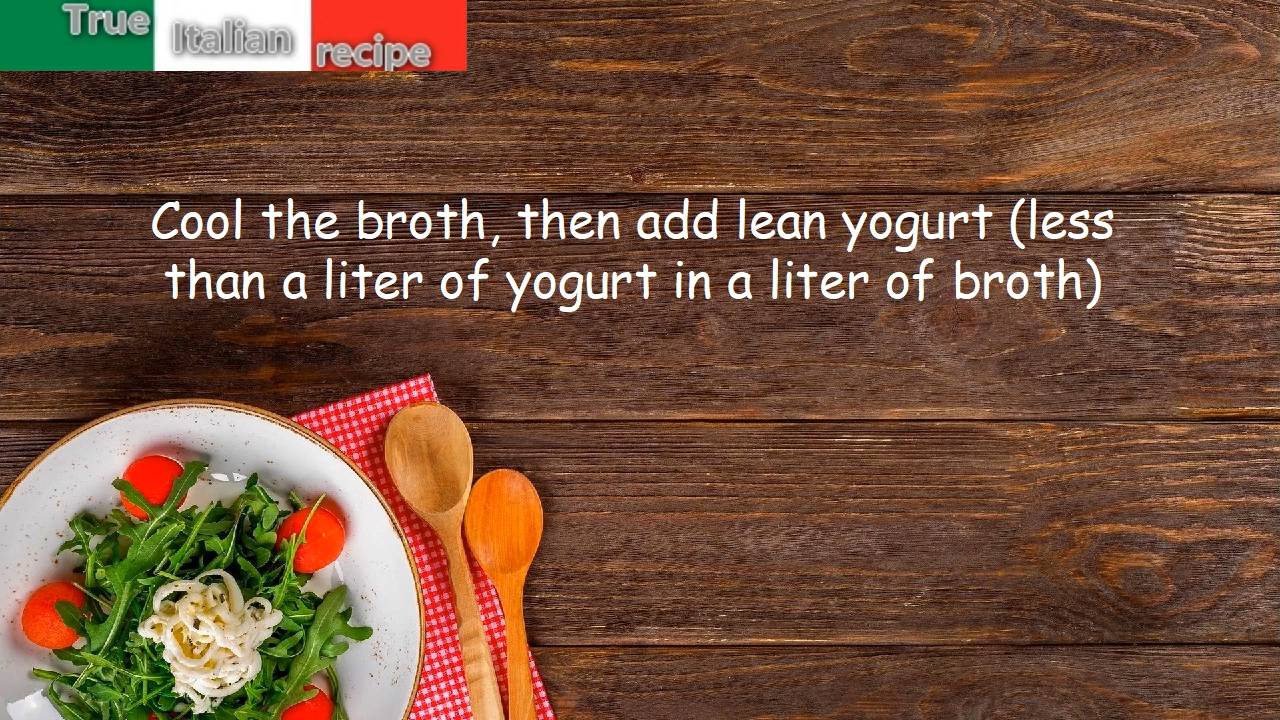 True Italian recipe
Cool the broth, then add lean yogurt (less
than a liter of yogurt in a liter of broth)